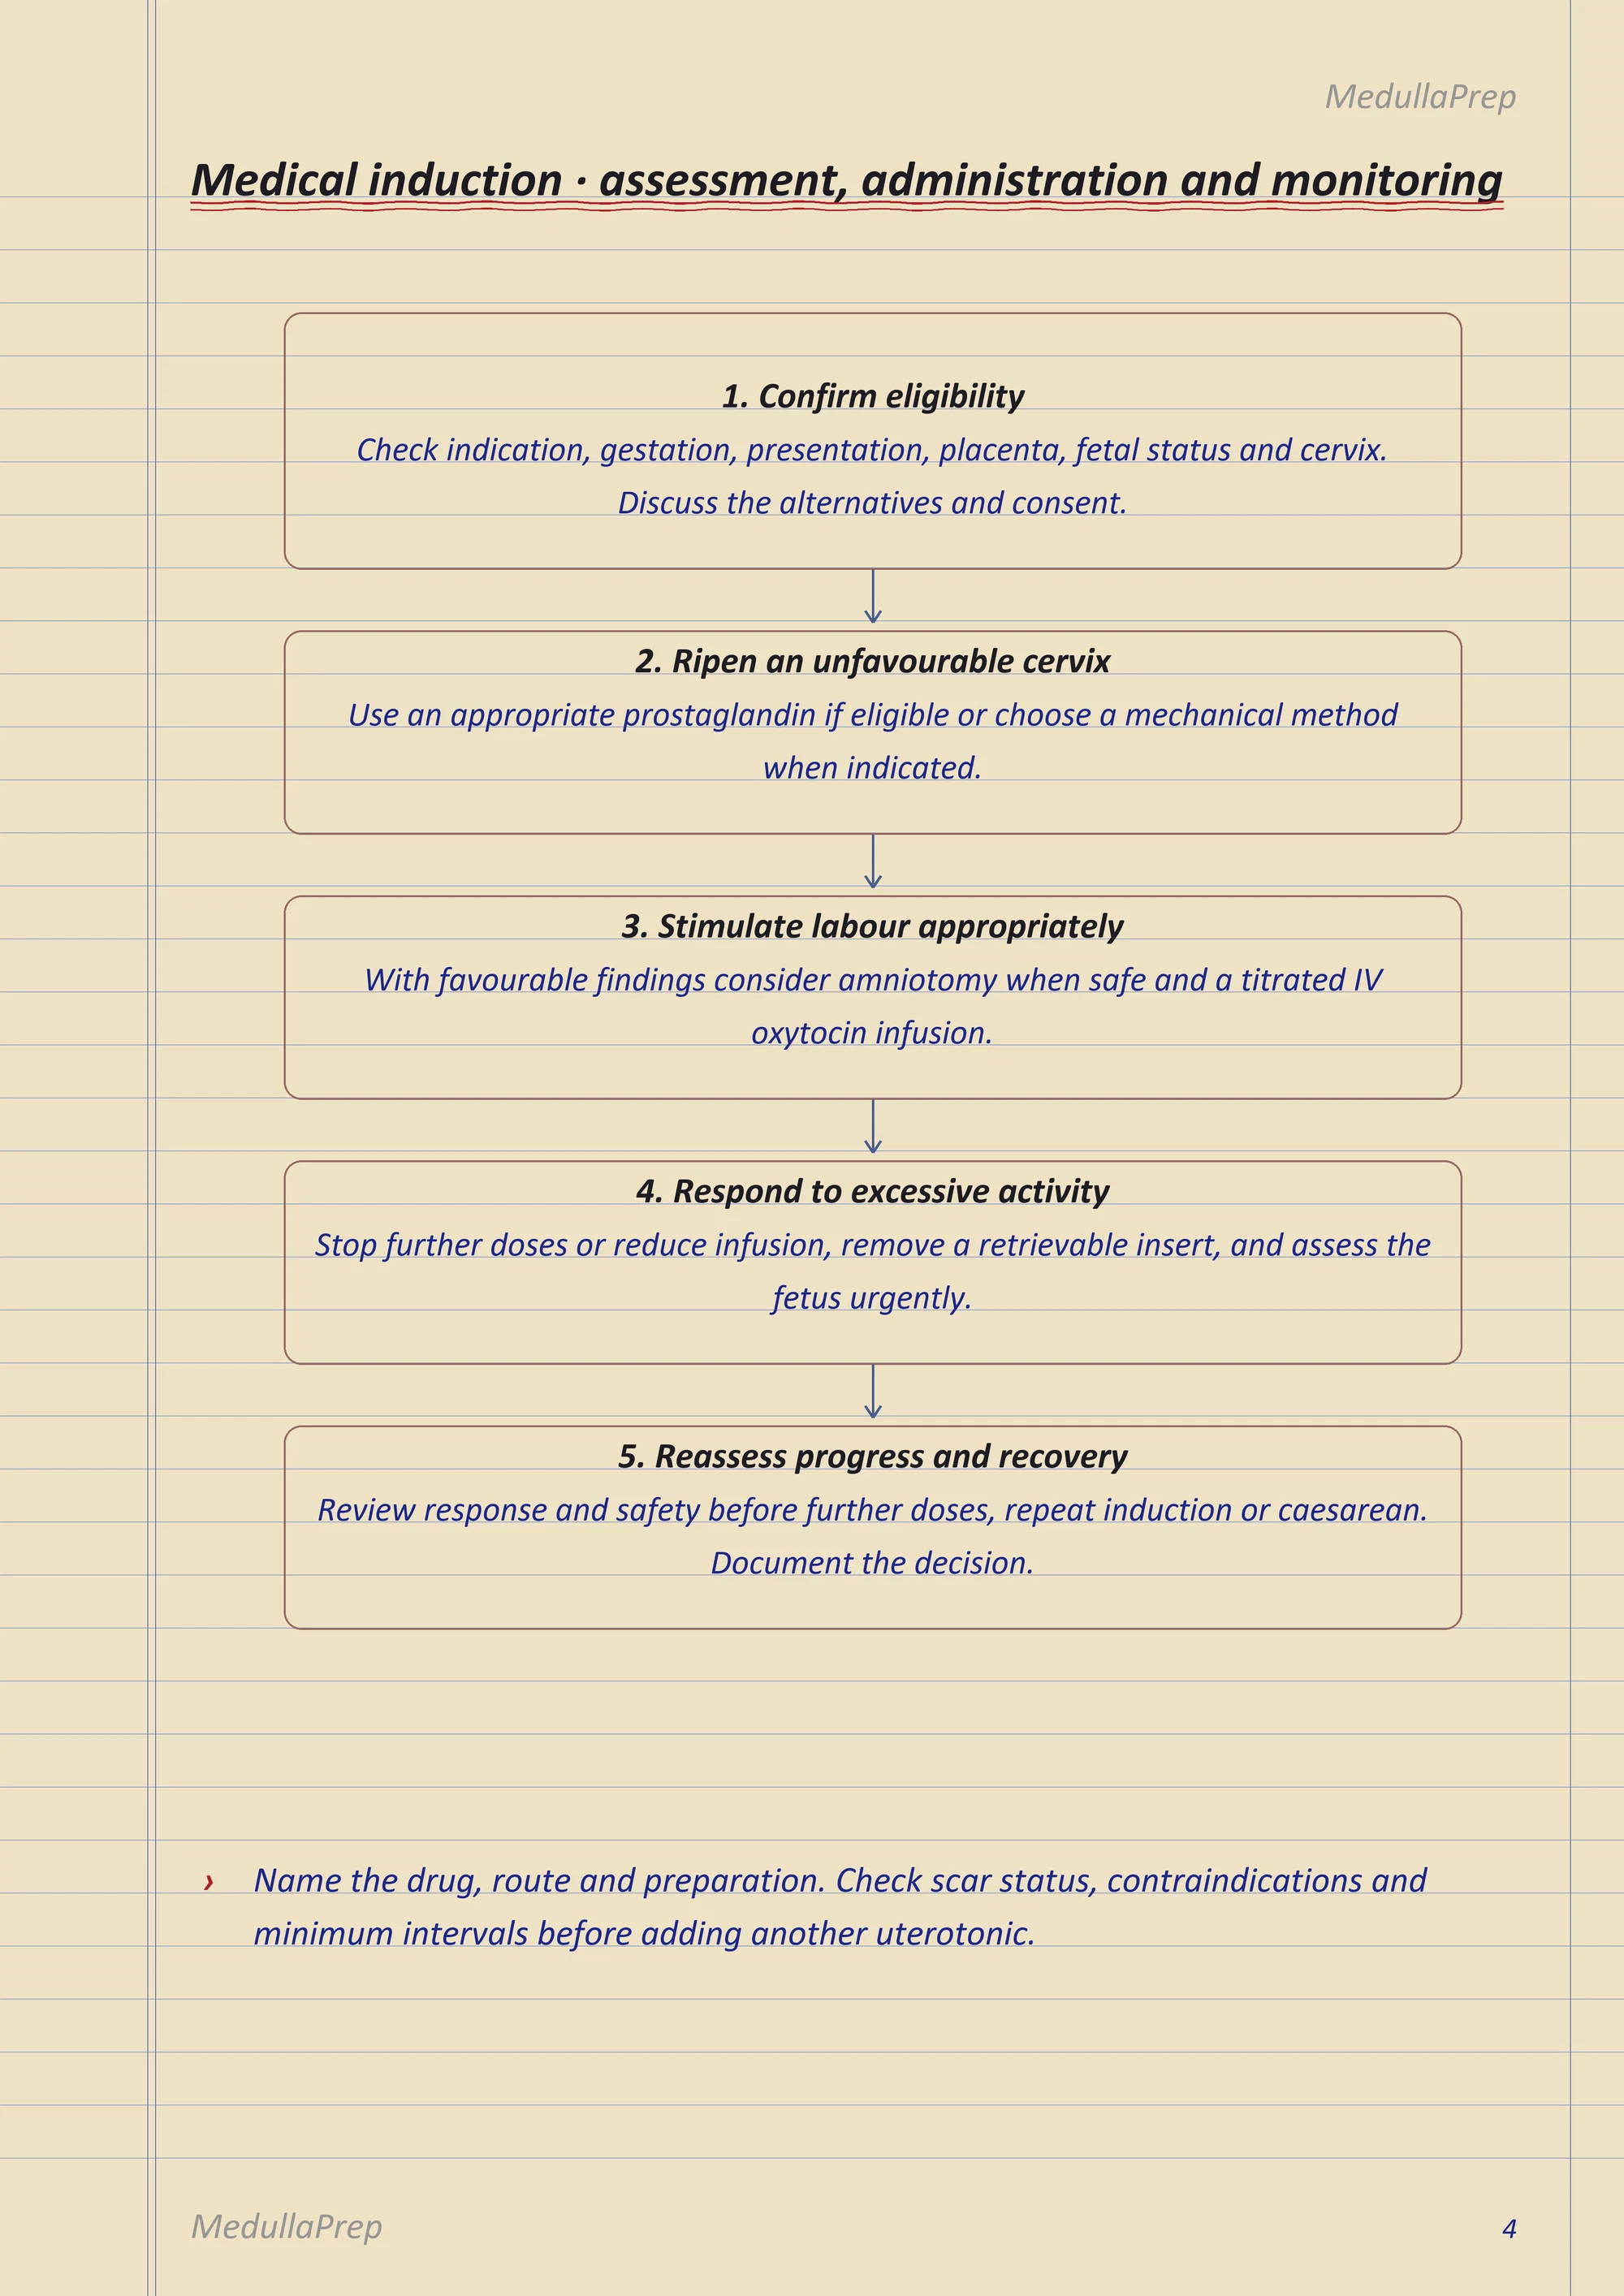 MedullaPrep
Medical induction · assessment, administration and monitoring
1. Confirm eligibility
Check indication, gestation, presentation, placenta, fetal status and cervix.
Discuss the alternatives and consent.
2. Ripen an unfavourable cervix
Use an appropriate prostaglandin if eligible or choose a mechanical method
when indicated.
3. Stimulate labour appropriately
With favourable findings consider amniotomy when safe and a titrated IV
oxytocin infusion.
4. Respond to excessive activity
Stop further doses or reduce infusion, remove a retrievable insert, and assess the
fetus urgently.
5. Reassess progress and recovery
Review response and safety before further doses, repeat induction or caesarean.
Document the decision.
› Name the drug, route and preparation. Check scar status, contraindications and
minimum intervals before adding another uterotonic.
MedullaPrep
4